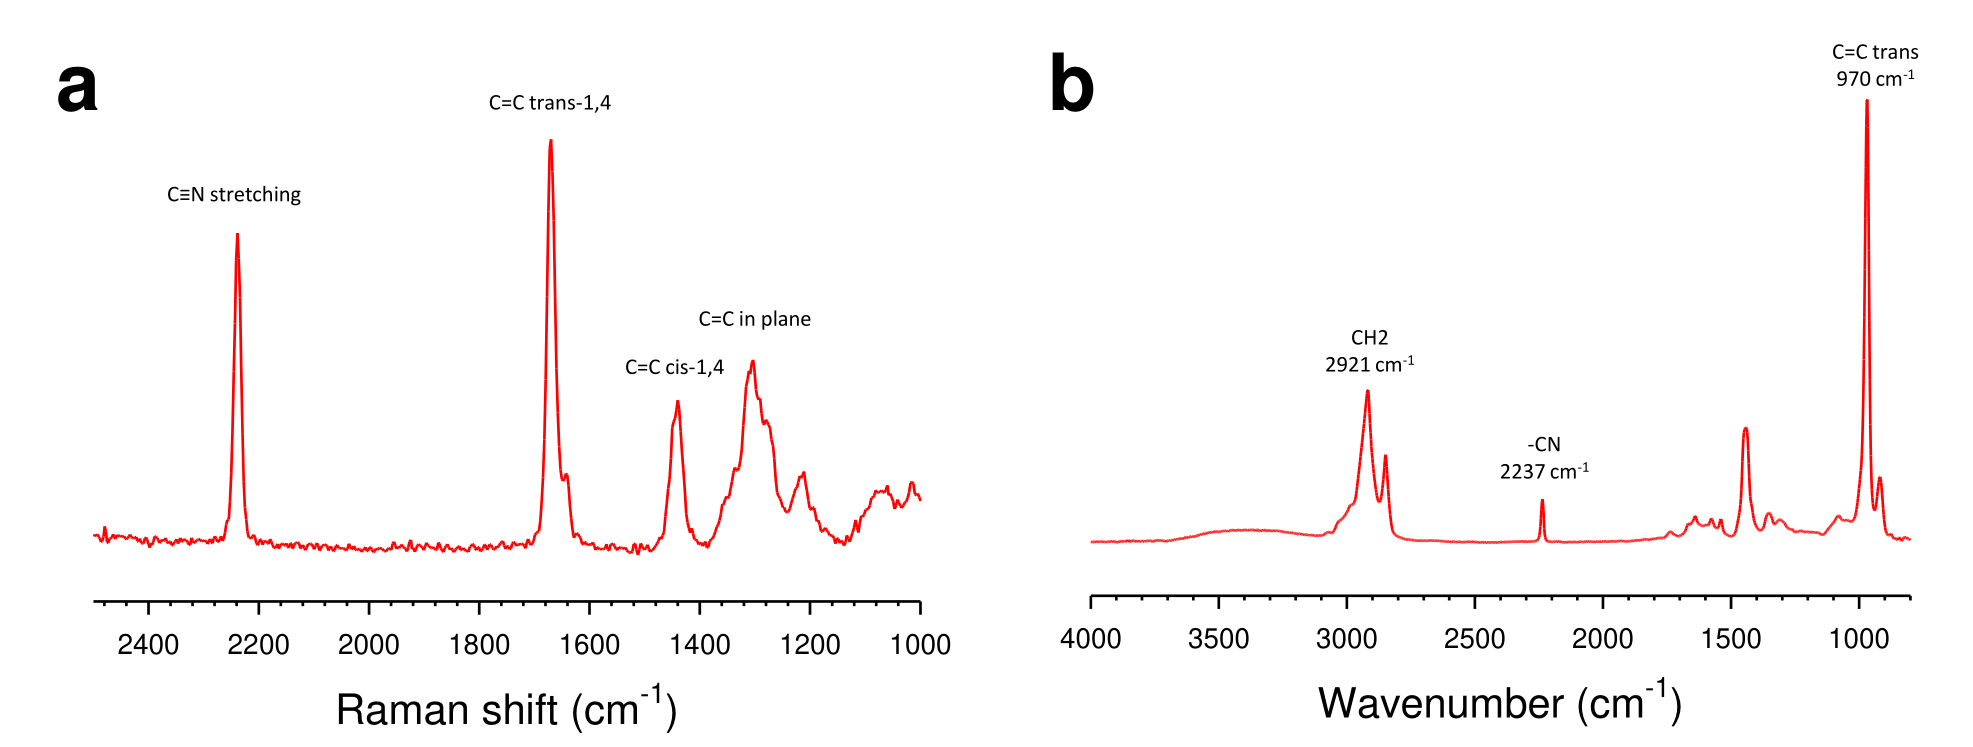 a
C≡N stretching
C=C trans-1,4
C=C cis-1,4
C=C in plane
2400 2200 2000 1800 1600 1400 1200 1000
Raman shift (cm-1)
b
CH2
2921 cm-1
-CN
2237 cm-1
C=C trans
970 cm-1
4000 3500 3000 2500 2000 1500 1000
Wavenumber (cm-1)